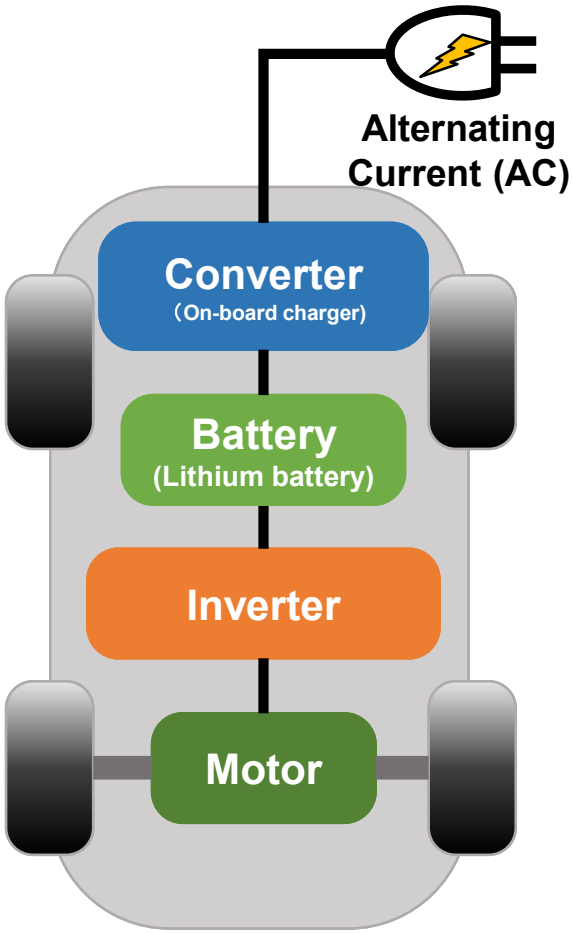 Alternating
Current (AC)
Converter
（On-board charger)
Battery
(Lithium battery)
Inverter
Motor